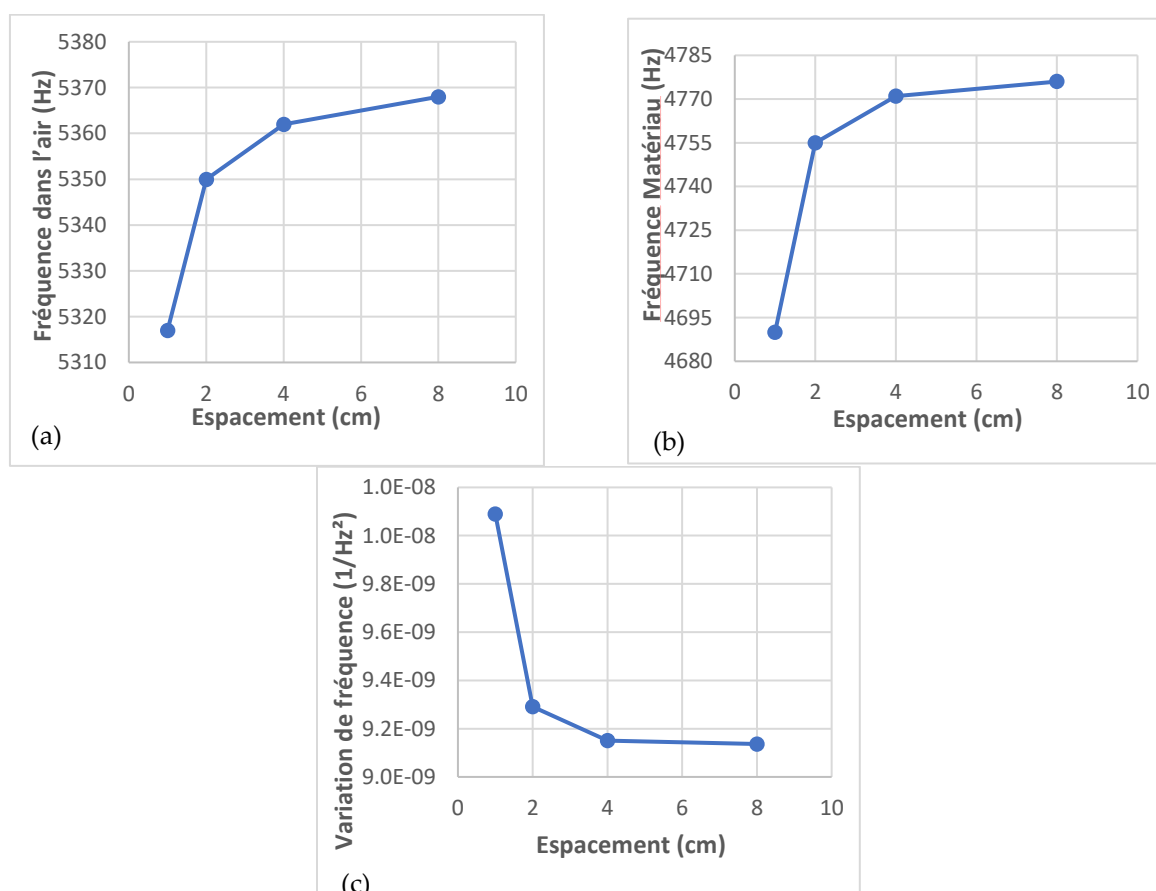 Fréquence dans l'air (Hz)
5380
5370
5360
5350
5340
5330
5320
5310
0 2 4 6 8 10
Espacement (cm)
(a)
Fréquence Matériau (Hz)
4785
4770
4755
4740
4725
4710
4695
4680
0 2 4 6 8 10
Espacement (cm)
(b)
Variation de fréquence (1/Hz²)
1.0E-08
1.0E-08
9.8E-09
9.6E-09
9.4E-09
9.2E-09
9.0E-09
0 2 4 6 8 10
Espacement (cm)
(c)